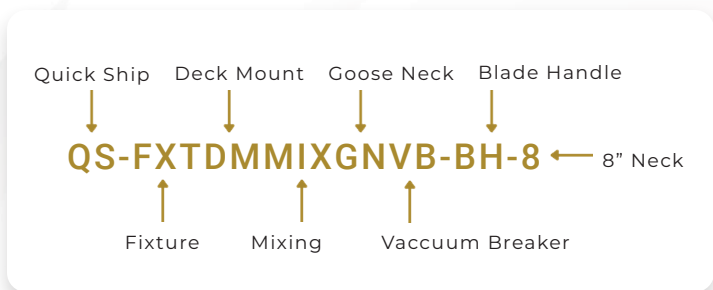 Quick Ship Deck Mount Goose Neck Blade Handle
QS-FXTDMMIXGNVB-BH-8 8” Neck
Fixture Mixing Vaccuum Breaker